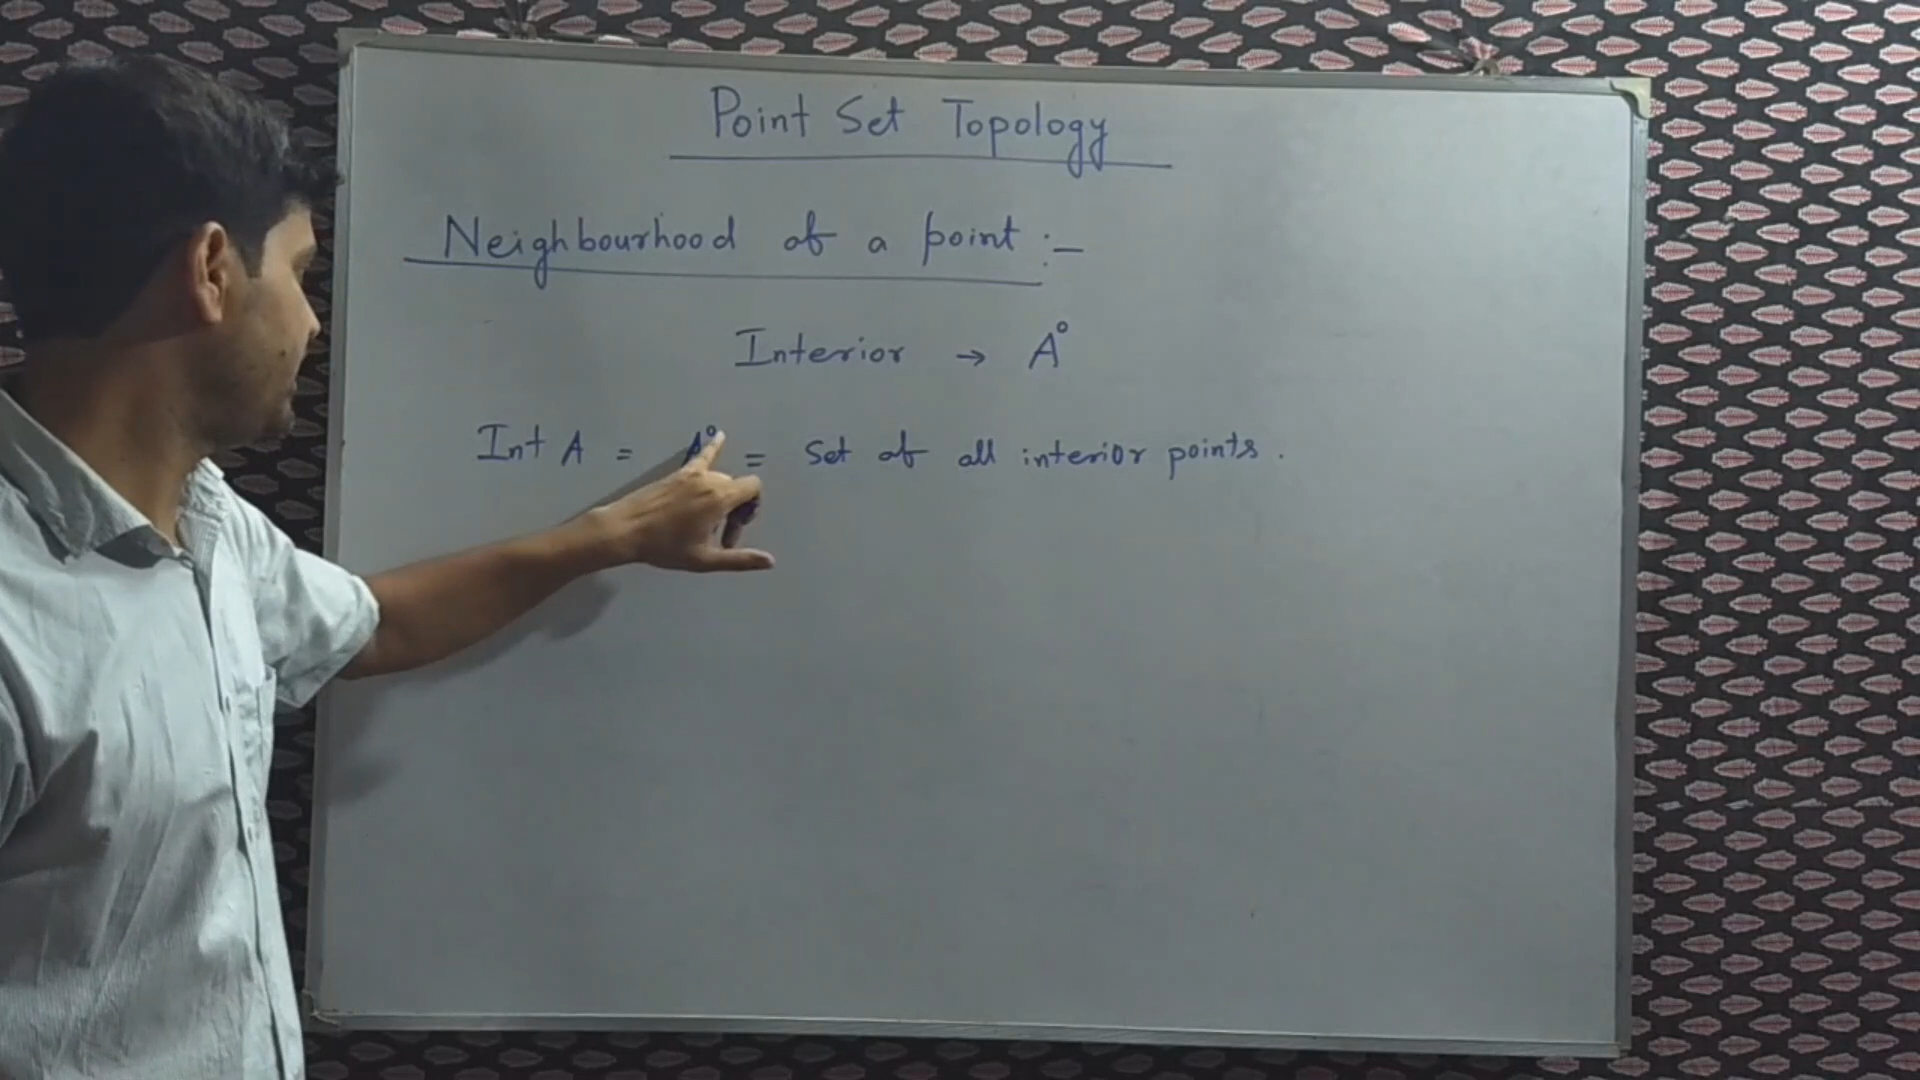 Point Set Topology
Neighbourhood of a point :-
Interior → A°
Int A = A° = Set of all interior points.